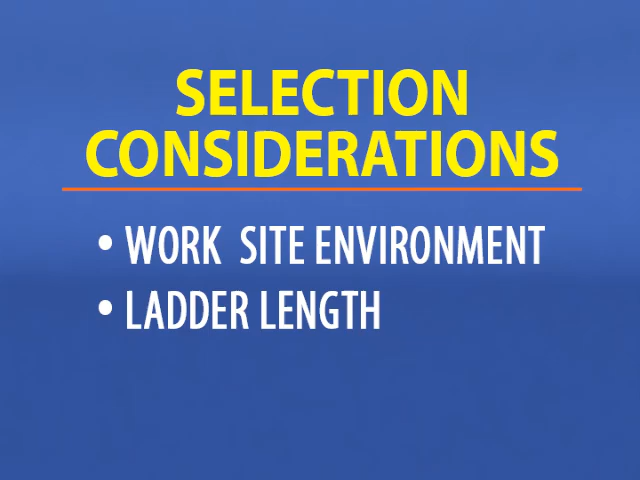 SELECTION
CONSIDERATIONS
• WORK SITE ENVIRONMENT
• LADDER LENGTH